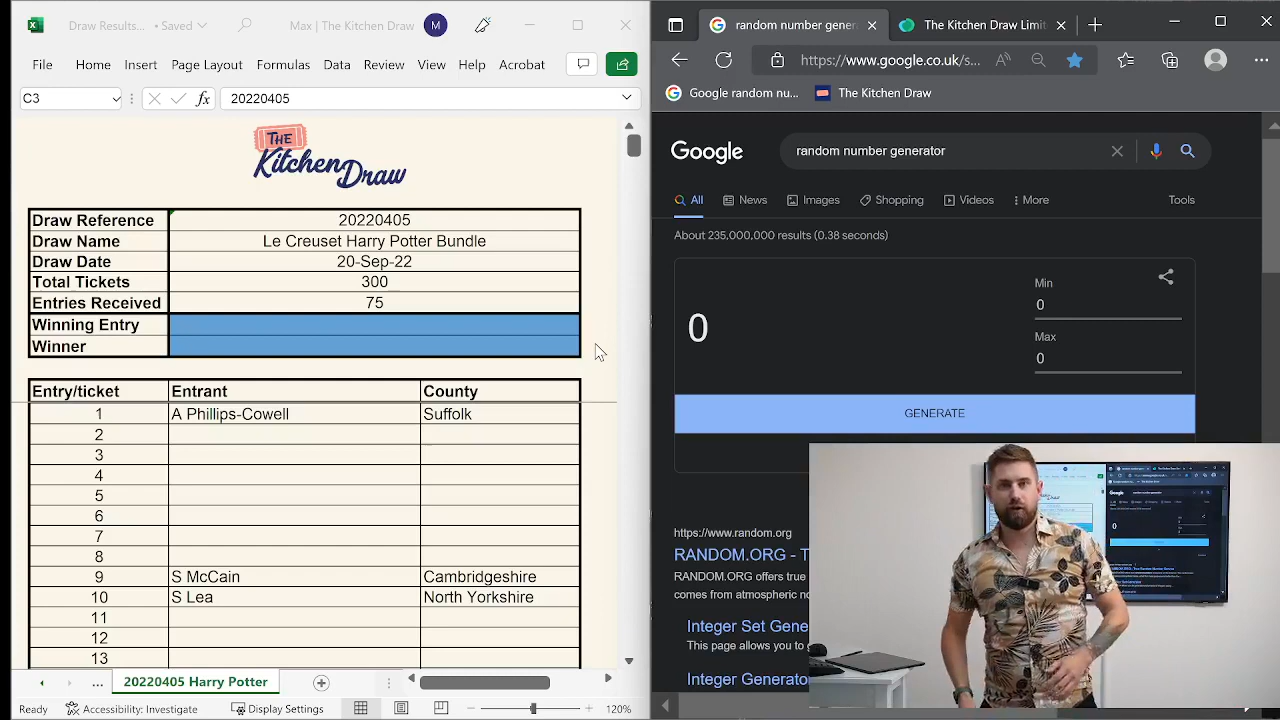 Draw Results... • Saved
Max | The Kitchen Draw
M
File Home Insert Page Layout Formulas Data Review View Help Acrobat
C3
fx
20220405
THE
Kitchen Draw
Draw Reference 20220405
Draw Name Le Creuset Harry Potter Bundle
Draw Date 20-Sep-22
Total Tickets 300
Entries Received 75
Winning Entry
Winner
Entry/ticket Entrant County
1 A Phillips-Cowell Suffolk
2
3
4
5
6
7
8
9 S McCain Cambridgeshire
10 S Lea North Yorkshire
11
12
13
...
20220405 Harry Potter
Ready
Accessibility: Investigate
Display Settings
120%
random number genera
The Kitchen Draw Limit
https://www.google.co.uk/s...
Google random nu...
The Kitchen Draw
Google
random number generator
All News Images Shopping Videos More Tools
About 235,000,000 results (0.38 seconds)
0
Min
0
Max
0
GENERATE
https://www.random.org
RANDOM.ORG - T
RANDOM.ORG offers true
comes from atmospheric no
Integer Set Gene
This page allows you to g
Integer Generato